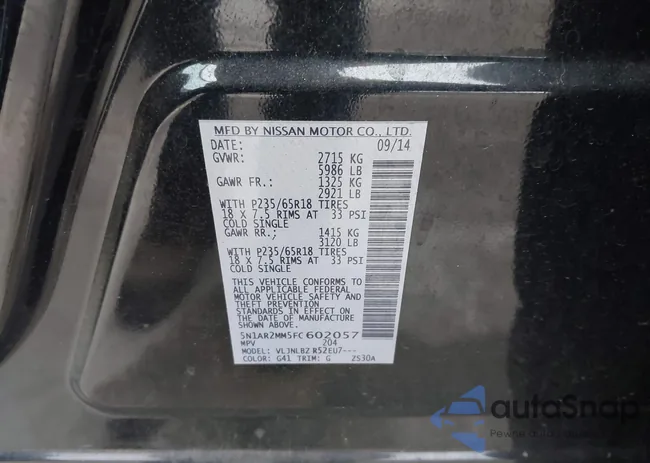 MFD BY NISSAN MOTOR CO., LTD.
DATE: 09/14
GVWR: 2715 KG
5986 LB
GAWR FR.: 1325 KG
2921 LB
WITH P235/65R18 TIRES
18 X 7.5 RIMS AT 33 PSI
COLD SINGLE
GAWR RR.: 1415 KG
3120 LB
WITH P235/65R18 TIRES
18 X 7.5 RIMS AT 33 PSI
COLD SINGLE
THIS VEHICLE CONFORMS TO
ALL APPLICABLE FEDERAL
MOTOR VEHICLE SAFETY AND
THEFT PREVENTION
STANDARDS IN EFFECT ON
THE DATE OF MANUFACTURE
SHOWN ABOVE.
5N1AR2MM5FC602057
MPV 204
MODEL: VLJNLBZ R52EU7---
COLOR: G41 TRIM: G 2530A
autoSnap
Pewne auto